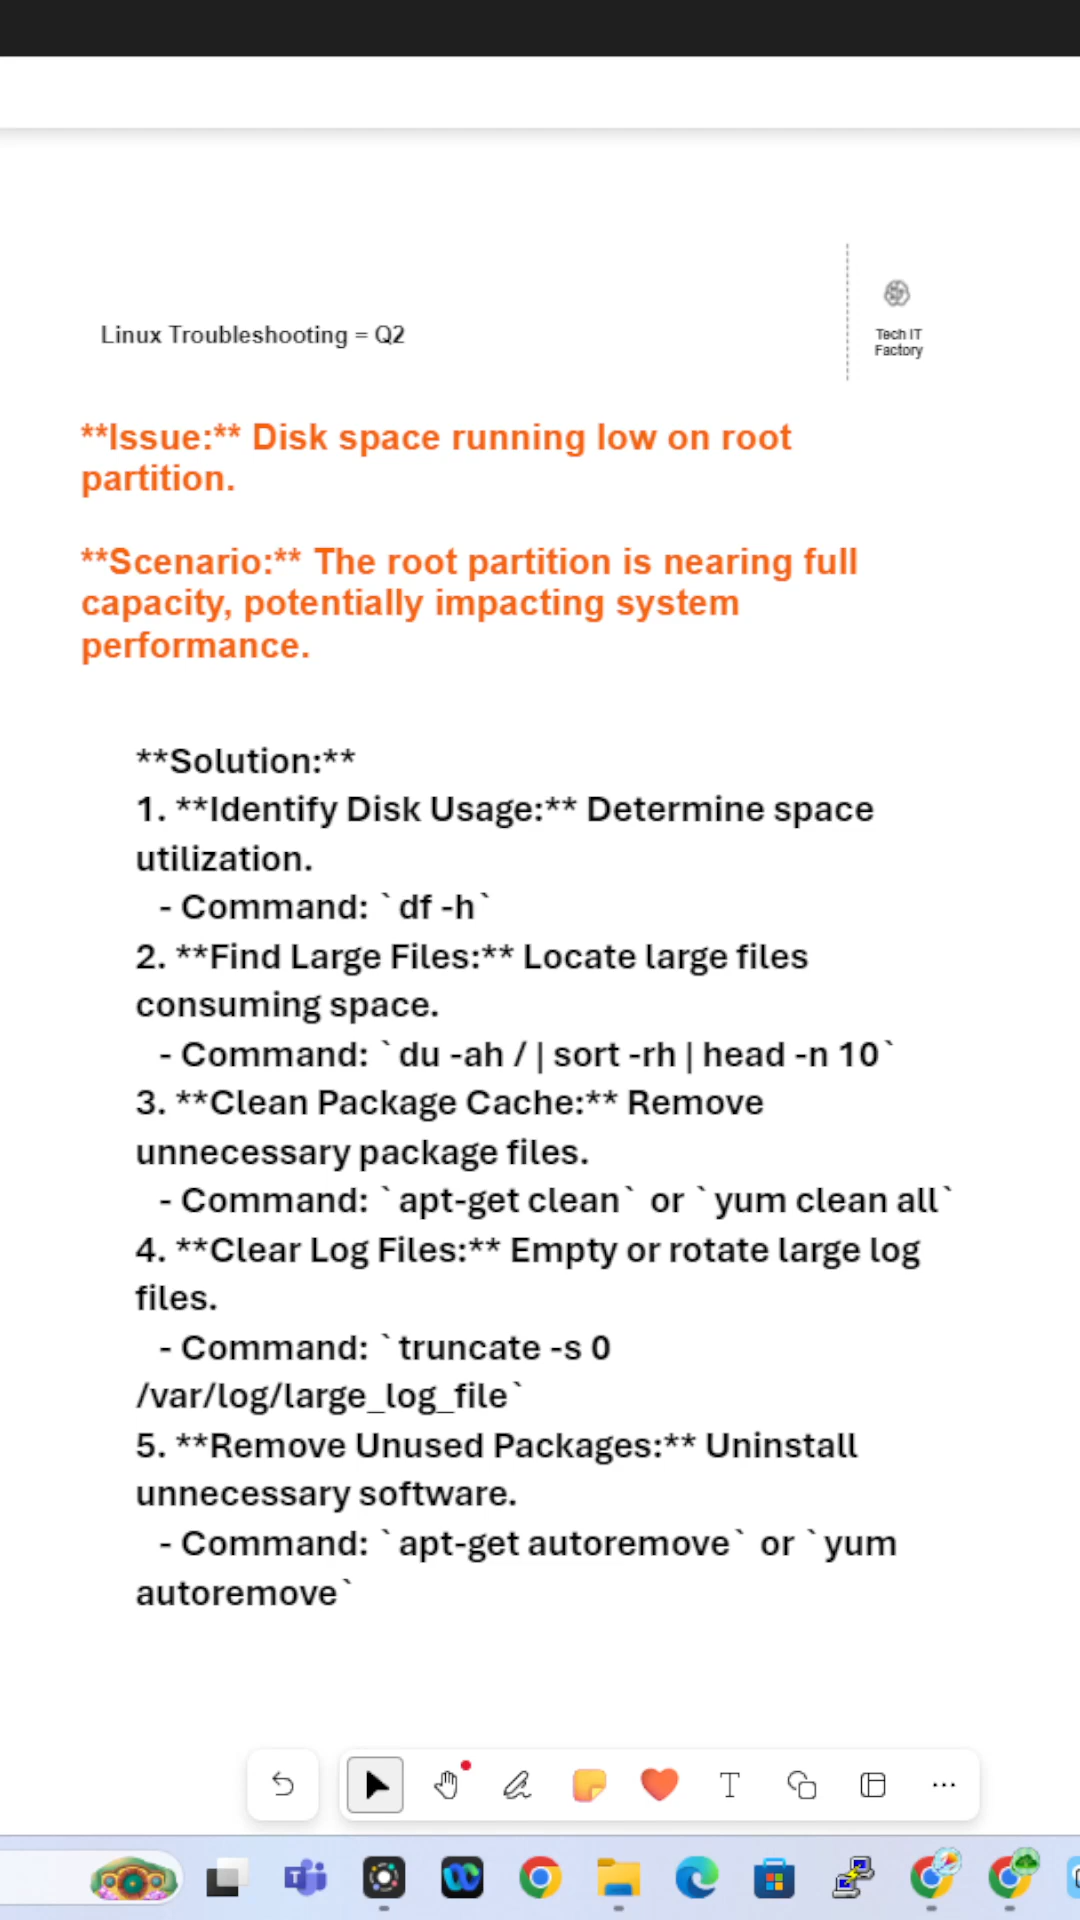 Linux Troubleshooting = Q2
Tech IT
Factory
**Issue:** Disk space running low on root
partition.
**Scenario:** The root partition is nearing full
capacity, potentially impacting system
performance.
**Solution:**
1. **Identify Disk Usage:** Determine space
utilization.
- Command: `df -h`
2. **Find Large Files:** Locate large files
consuming space.
- Command: `du -ah / | sort -rh | head -n 10`
3. **Clean Package Cache:** Remove
unnecessary package files.
- Command: `apt-get clean` or `yum clean all`
4. **Clear Log Files:** Empty or rotate large log
files.
- Command: `truncate -s 0
/var/log/large_log_file`
5. **Remove Unused Packages:** Uninstall
unnecessary software.
- Command: `apt-get autoremove` or `yum
autoremove`